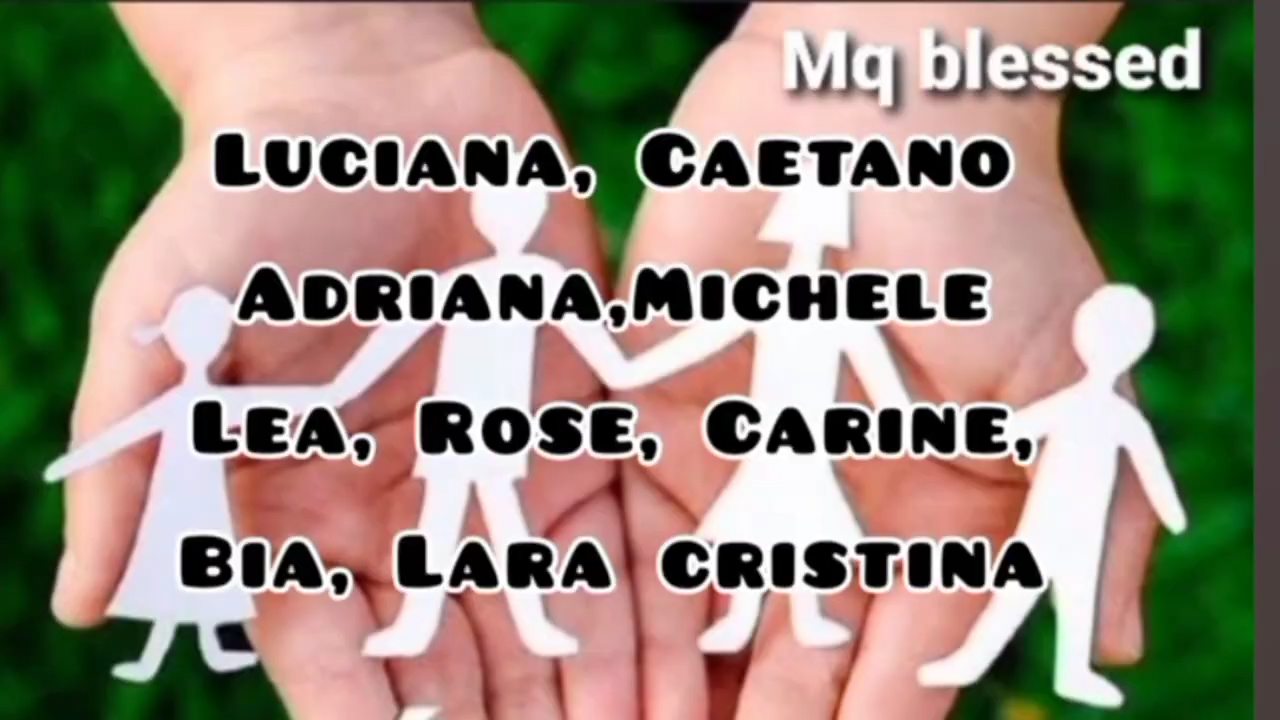 Mq blessed
Luciana, Caetano
Adriana,Michele
Lea, Rose, Carine,
Bia, Lara cristina